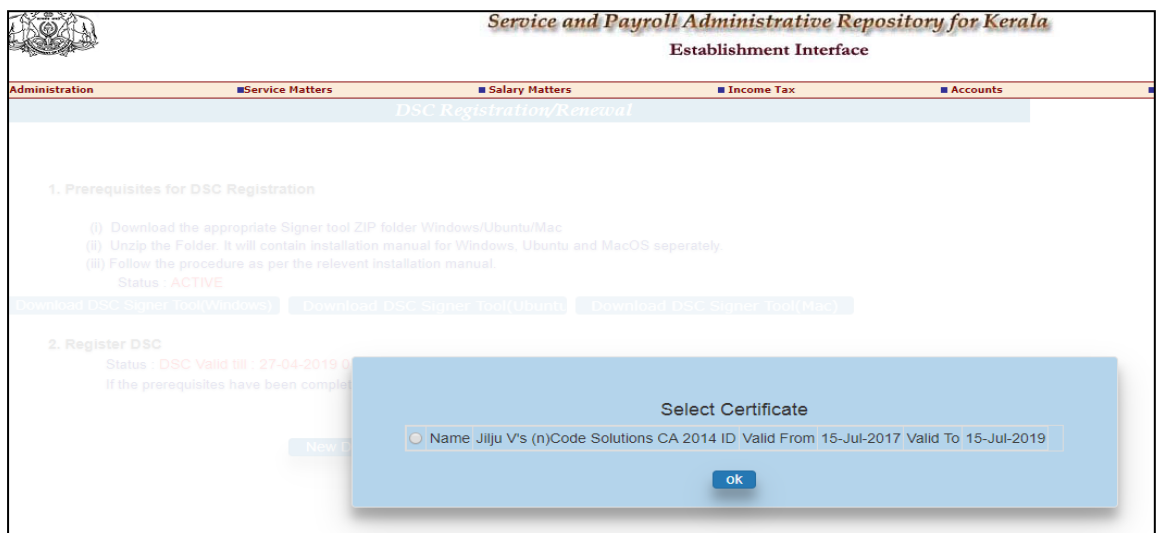 Service and Payroll Administrative Repository for Kerala
Establishment Interface
Administration Service Matters Salary Matters Income Tax Accounts
DSC Registration/Renewal
1. Prerequisites for DSC Registration
(i) Download the appropriate Signer tool ZIP folder Windows/Ubuntu/Mac
(ii) Unzip the Folder. It will contain installation manual for Windows, Ubuntu and MacOS seperately.
(iii) Follow the procedure as per the relevent installation manual.
Status : ACTIVE
Download DSC Signer Tool(Windows) Download DSC Signer Tool(Ubuntu Download DSC Signer Tool(Mac)
2. Register DSC
Status : DSC Valid till : 27-04-2019 0
If the prerequisites have been complet
Select Certificate
Name Jilju V's (n)Code Solutions CA 2014 ID Valid From 15-Jul-2017 Valid To 15-Jul-2019
New D
ok